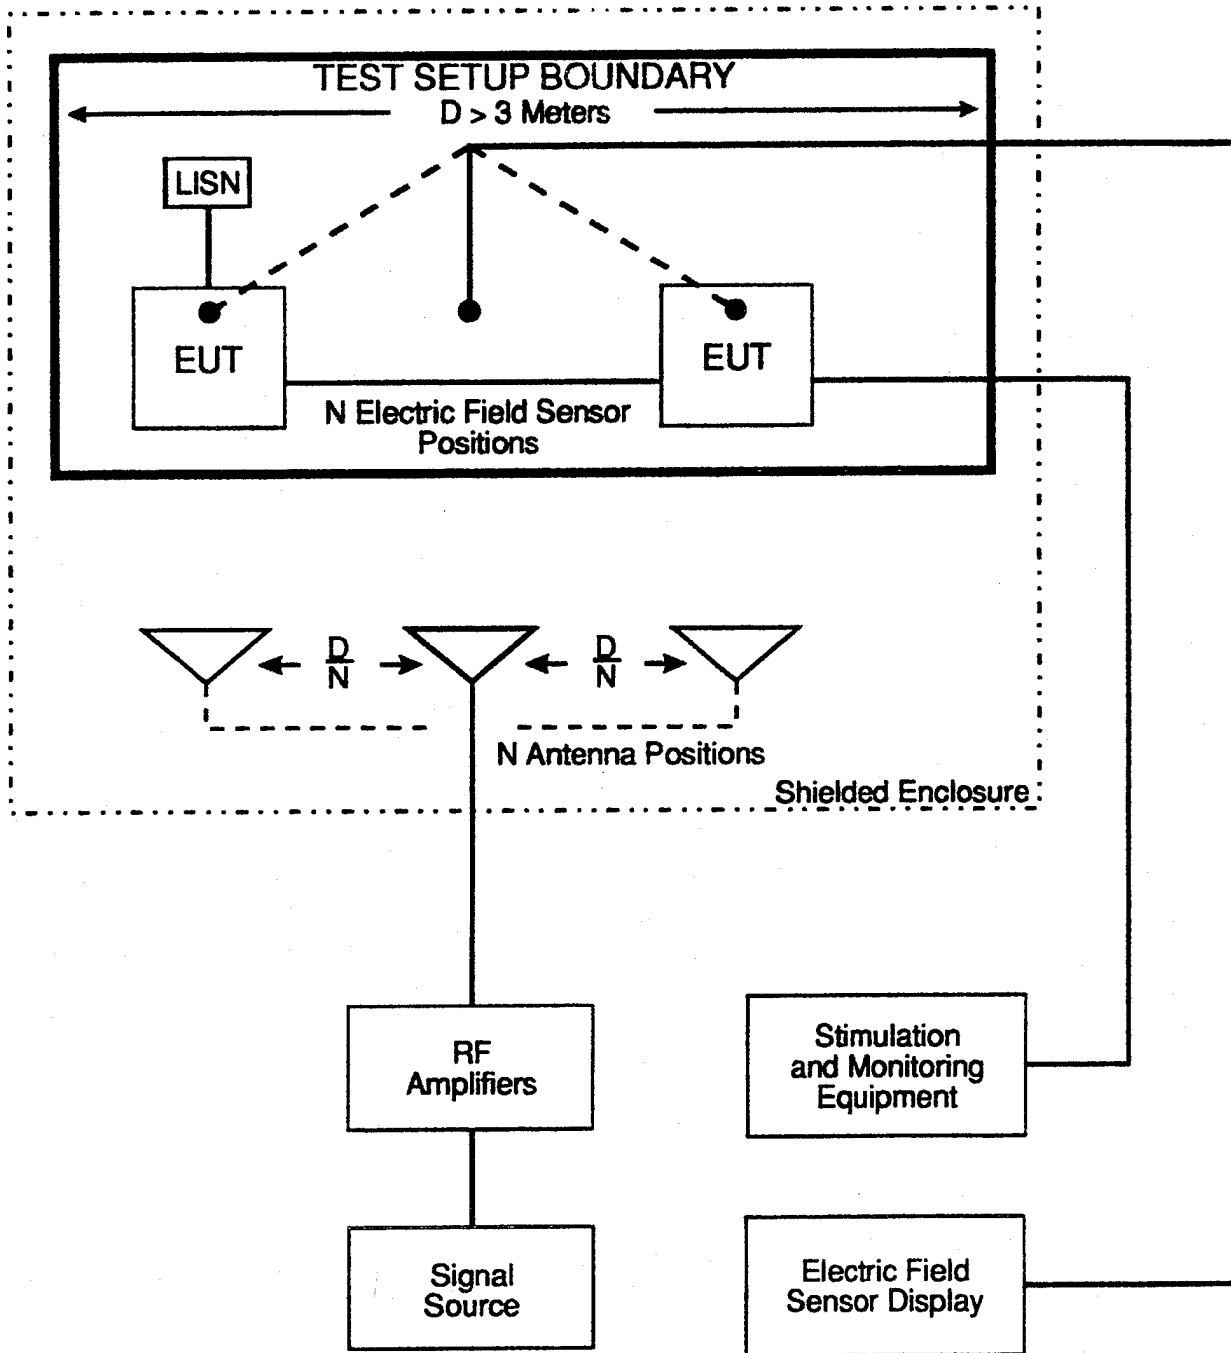 TEST SETUP BOUNDARY
D > 3 Meters
LISN
EUT
EUT
N Electric Field Sensor
Positions
D
N
D
N
N Antenna Positions
Shielded Enclosure
RF
Amplifiers
Stimulation
and Monitoring
Equipment
Signal
Source
Electric Field
Sensor Display